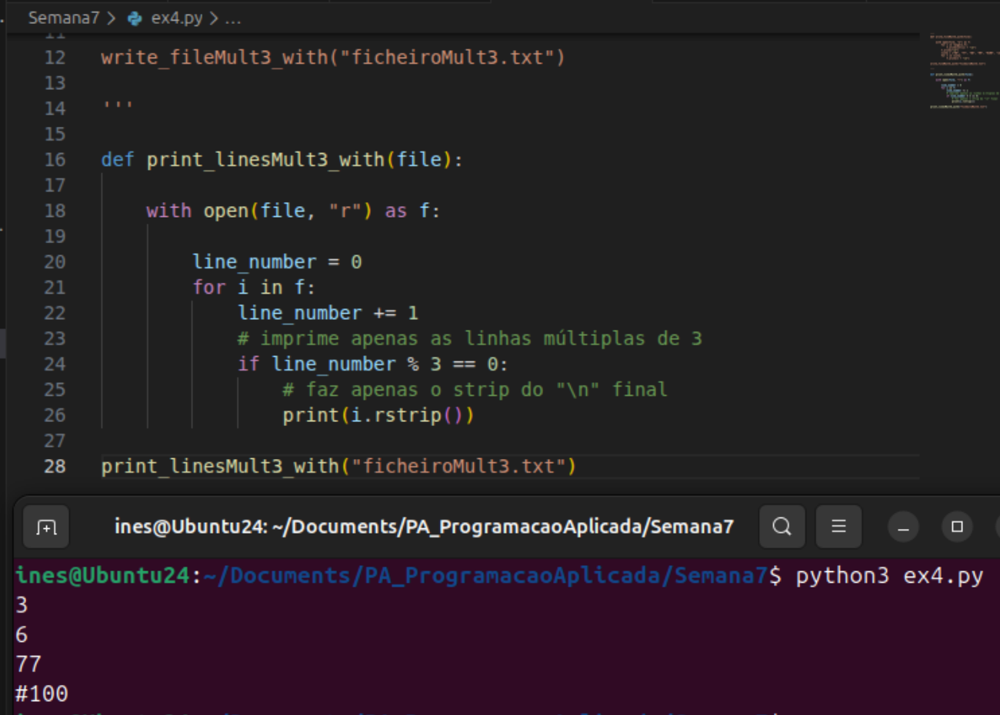 Semana7 > ex4.py > ...
11
12 write_fileMult3_with("ficheiroMult3.txt")
13
14 '''
15
16 def print_linesMult3_with(file):
17
18     with open(file, "r") as f:
19
20         line_number = 0
21         for i in f:
22             line_number += 1
23             # imprime apenas as linhas múltiplas de 3
24             if line_number % 3 == 0:
25                 # faz apenas o strip do "\n" final
26                 print(i.rstrip())
27
28 print_linesMult3_with("ficheiroMult3.txt")
ines@Ubuntu24: ~/Documents/PA_ProgramacaoAplicada/Semana7
ines@Ubuntu24:~/Documents/PA_ProgramacaoAplicada/Semana7$ python3 ex4.py
3
6
77
#100